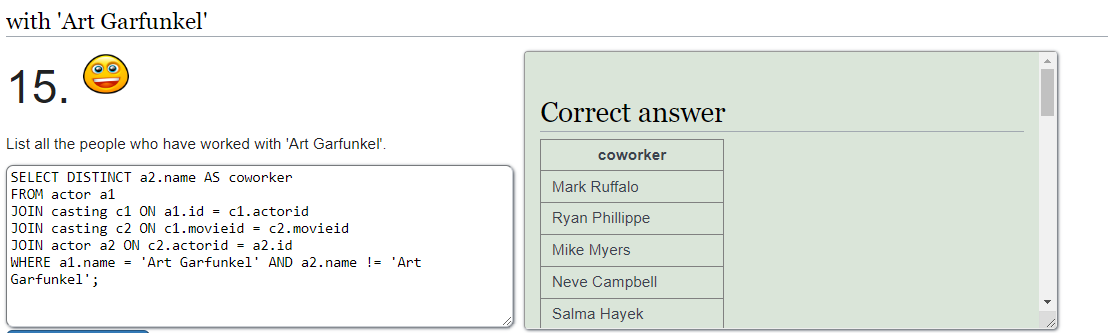 with 'Art Garfunkel'
15.
List all the people who have worked with 'Art Garfunkel'.
SELECT DISTINCT a2.name AS coworker
FROM actor a1
JOIN casting c1 ON a1.id = c1.actorid
JOIN casting c2 ON c1.movieid = c2.movieid
JOIN actor a2 ON c2.actorid = a2.id
WHERE a1.name = 'Art Garfunkel' AND a2.name != 'Art
Garfunkel';
Correct answer
coworker
Mark Ruffalo
Ryan Phillippe
Mike Myers
Neve Campbell
Salma Hayek